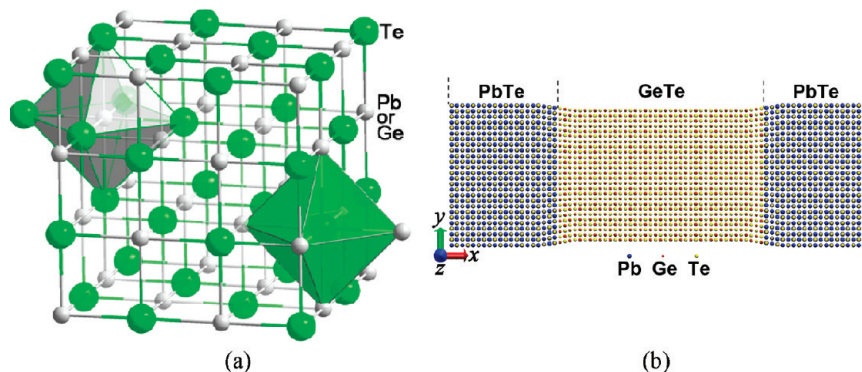 (a)
Te
Pb
or
Ge
(b)
PbTe GeTe PbTe
y
z x
Pb Ge Te